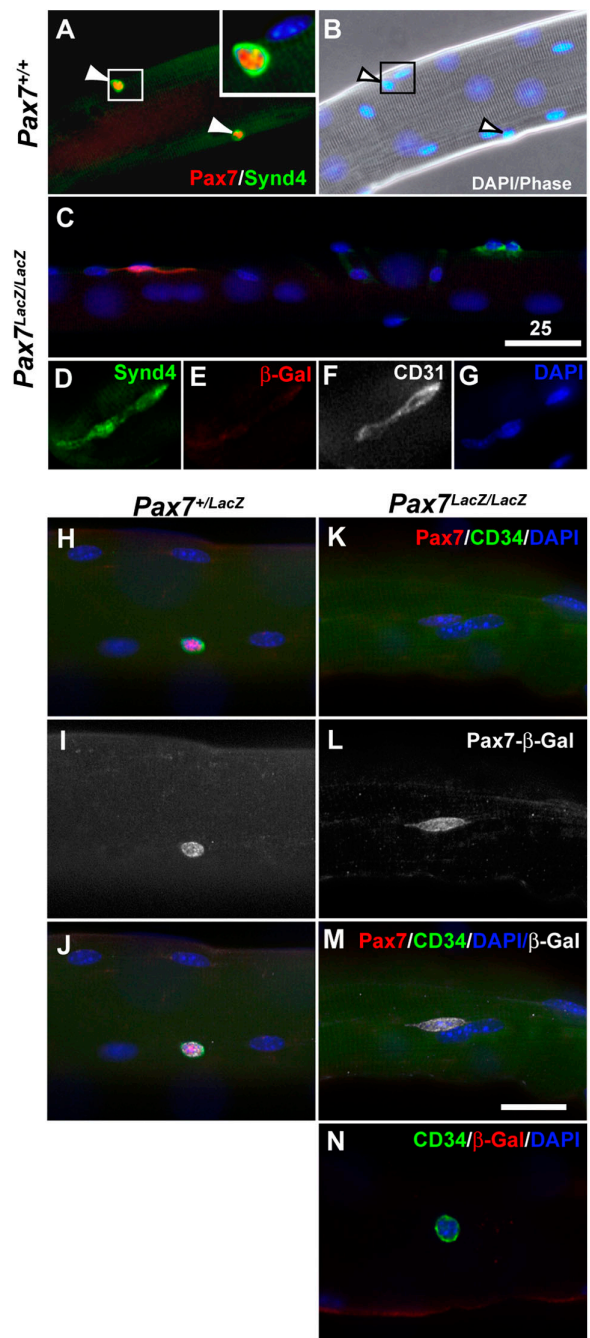 Pax7+/+
A
Pax7/Synd4
B
DAPI/Phase
Pax7LacZ/LacZ
C
25
D
Synd4
E
β-Gal
F
CD31
G
DAPI
Pax7+/LacZ
Pax7LacZ/LacZ
H
K
Pax7/CD34/DAPI
I
L
Pax7-β-Gal
J
M
Pax7/CD34/DAPI/β-Gal
N
CD34/β-Gal/DAPI